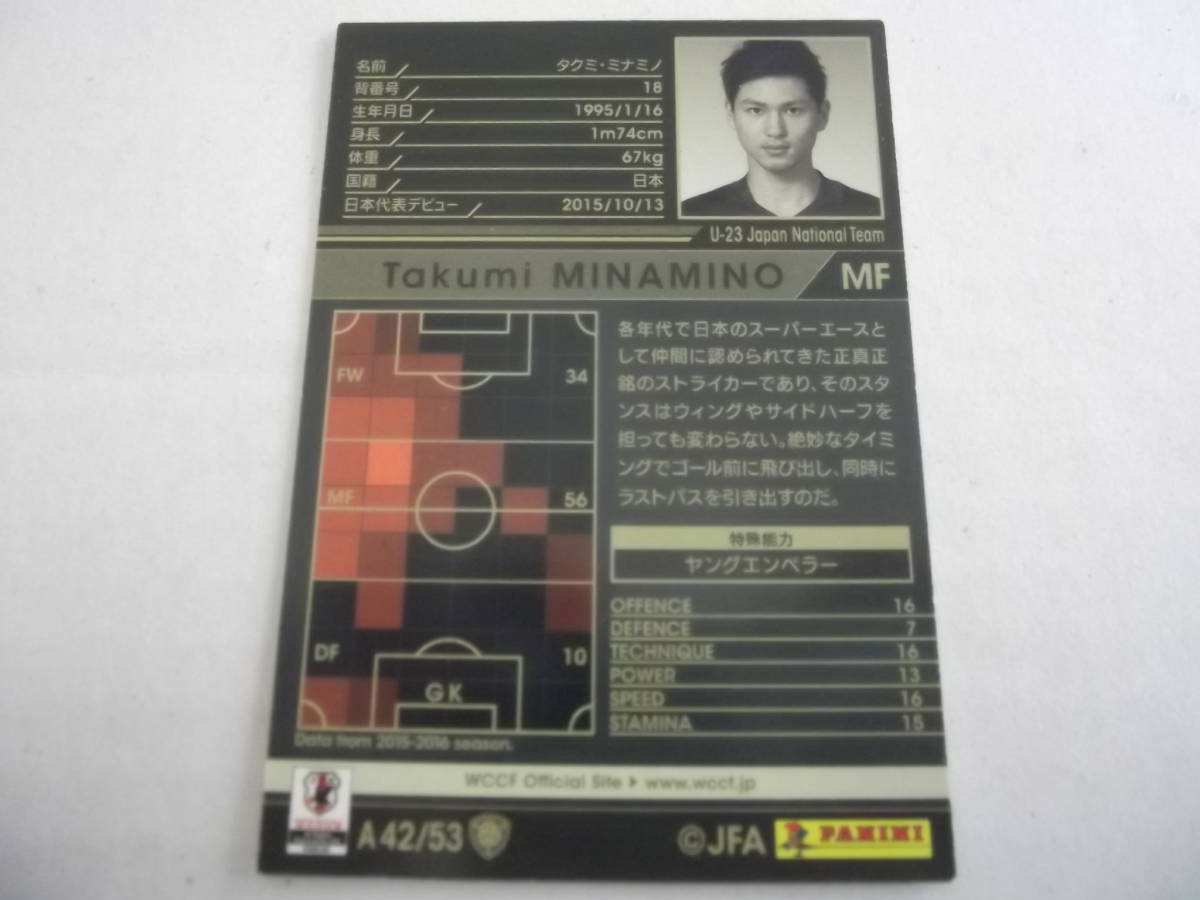 名前 タクミ・ミナミノ
背番号 18
生年月日 1995/1/16
身長 1m74cm
体重 67kg
国籍 日本
日本代表デビュー 2015/10/13
U-23 Japan National Team
Takumi MINAMINO MF
FW 34
MF 56
DF 10
GK
Data from 2015-2016 season.
各年代で日本のスーパーエースと
して仲間に認められてきた正真正
銘のストライカーであり、そのスタ
ンスはウィングやサイドハーフを
担っても変わらない。絶妙なタイミ
ングでゴール前に飛び出し、同時に
ラストパスを引き出すのだ。
特殊能力
ヤングエンペラー
OFFENCE 16
DEFENCE 7
TECHNIQUE 16
POWER 13
SPEED 16
STAMINA 15
WCCF Official Site ▶ www.wccf.jp
A42/53
©JFA
PANINI